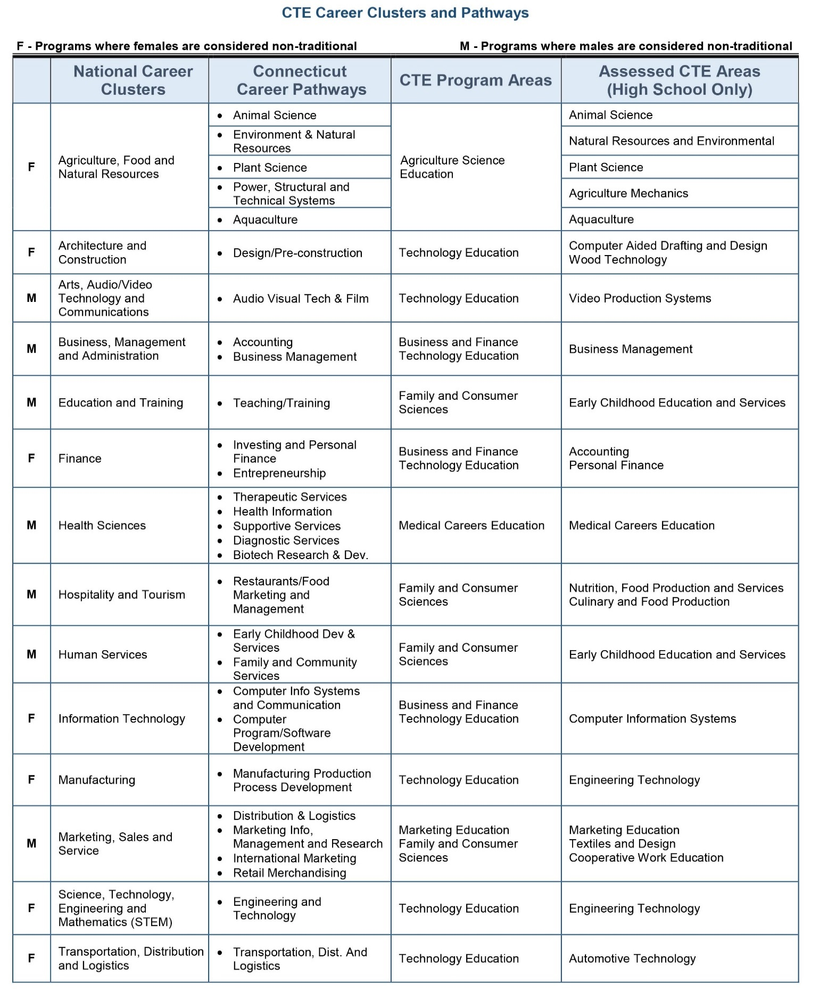 CTE Career Clusters and Pathways
F - Programs where females are considered non-traditional
M - Programs where males are considered non-traditional
National Career
Clusters
Connecticut
Career Pathways
CTE Program Areas
Assessed CTE Areas
(High School Only)
F
Agriculture, Food and
Natural Resources
• Animal Science
• Environment & Natural
Resources
• Plant Science
• Power, Structural and
Technical Systems
• Aquaculture
Agriculture Science
Education
Animal Science
Natural Resources and Environmental
Plant Science
Agriculture Mechanics
Aquaculture
F
Architecture and
Construction
• Design/Pre-construction
Technology Education
Computer Aided Drafting and Design
Wood Technology
M
Arts, Audio/Video
Technology and
Communications
• Audio Visual Tech & Film
Technology Education
Video Production Systems
M
Business, Management
and Administration
• Accounting
• Business Management
Business and Finance
Technology Education
Business Management
M
Education and Training
• Teaching/Training
Family and Consumer
Sciences
Early Childhood Education and Services
F
Finance
• Investing and Personal
Finance
• Entrepreneurship
Business and Finance
Technology Education
Accounting
Personal Finance
M
Health Sciences
• Therapeutic Services
• Health Information
• Supportive Services
• Diagnostic Services
• Biotech Research & Dev.
Medical Careers Education
Medical Careers Education
M
Hospitality and Tourism
• Restaurants/Food
Marketing and
Management
Family and Consumer
Sciences
Nutrition, Food Production and Services
Culinary and Food Production
M
Human Services
• Early Childhood Dev &
Services
• Family and Community
Services
Family and Consumer
Sciences
Early Childhood Education and Services
F
Information Technology
• Computer Info Systems
and Communication
• Computer
Program/Software
Development
Business and Finance
Technology Education
Computer Information Systems
F
Manufacturing
• Manufacturing Production
Process Development
Technology Education
Engineering Technology
M
Marketing, Sales and
Service
• Distribution & Logistics
• Marketing Info,
Management and Research
• International Marketing
• Retail Merchandising
Marketing Education
Family and Consumer
Sciences
Marketing Education
Textiles and Design
Cooperative Work Education
F
Science, Technology,
Engineering and
Mathematics (STEM)
• Engineering and
Technology
Technology Education
Engineering Technology
F
Transportation, Distribution
and Logistics
• Transportation, Dist. And
Logistics
Technology Education
Automotive Technology